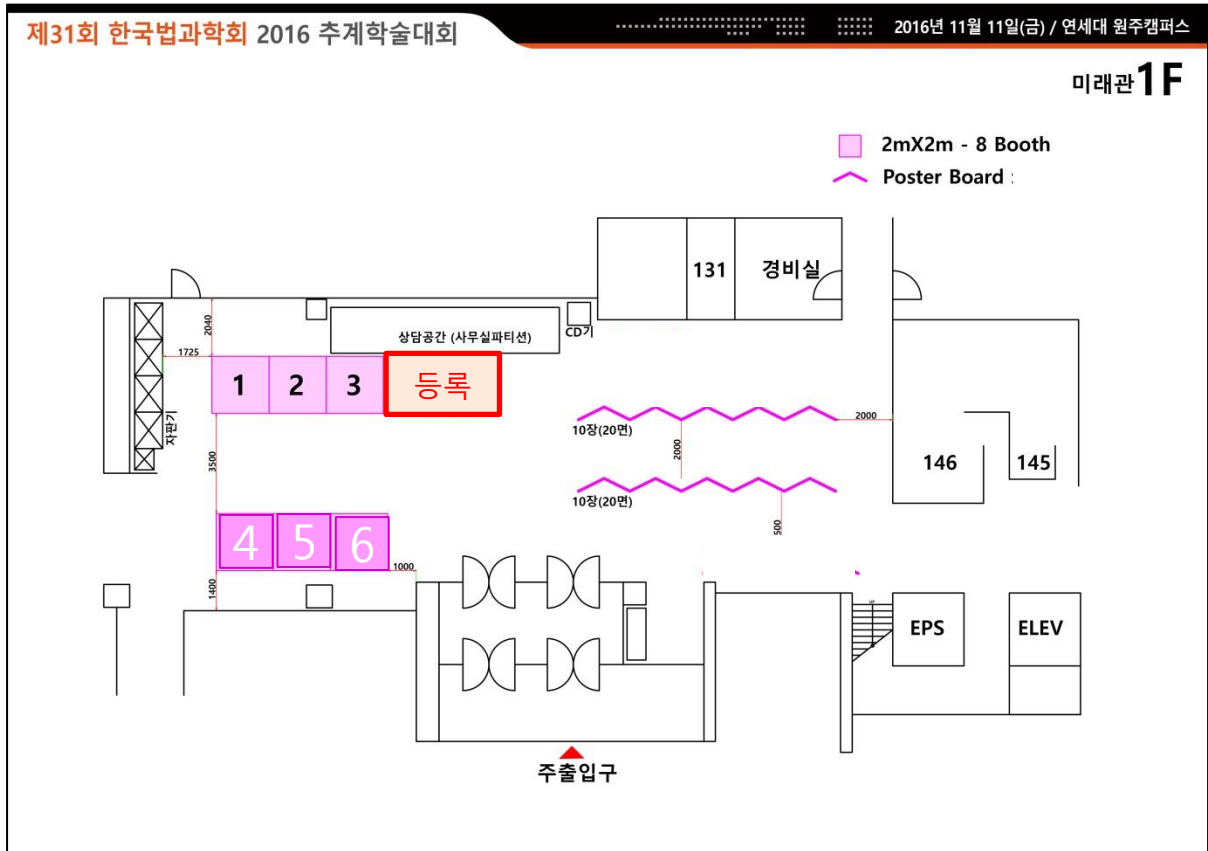 제31회 한국법과학회 2016 추계학술대회
2016년 11월 11일(금) / 연세대 원주캠퍼스
미래관 1F
2mX2m - 8 Booth
Poster Board :
131
경비실
2040
상담공간 (사무실파티션)
CD기
1725
1
2
3
등록
자판기
3500
10장(20면)
2000
2000
146
145
10장(20면)
500
4
5
6
1000
1400
UP
EPS
ELEV
주출입구